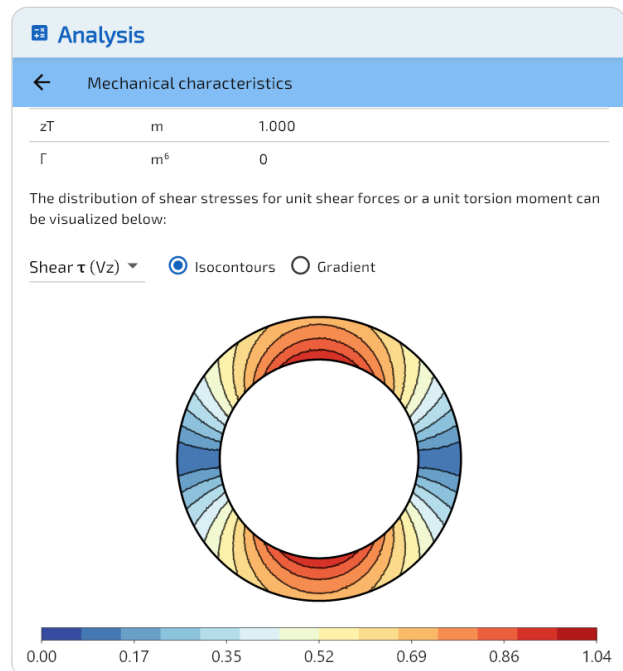 Analysis
Mechanical characteristics
zT m 1.000
Γ m⁶ 0
The distribution of shear stresses for unit shear forces or a unit torsion moment can
be visualized below:
Shear τ (Vz) Isocontours Gradient
0.00 0.17 0.35 0.52 0.69 0.86 1.04